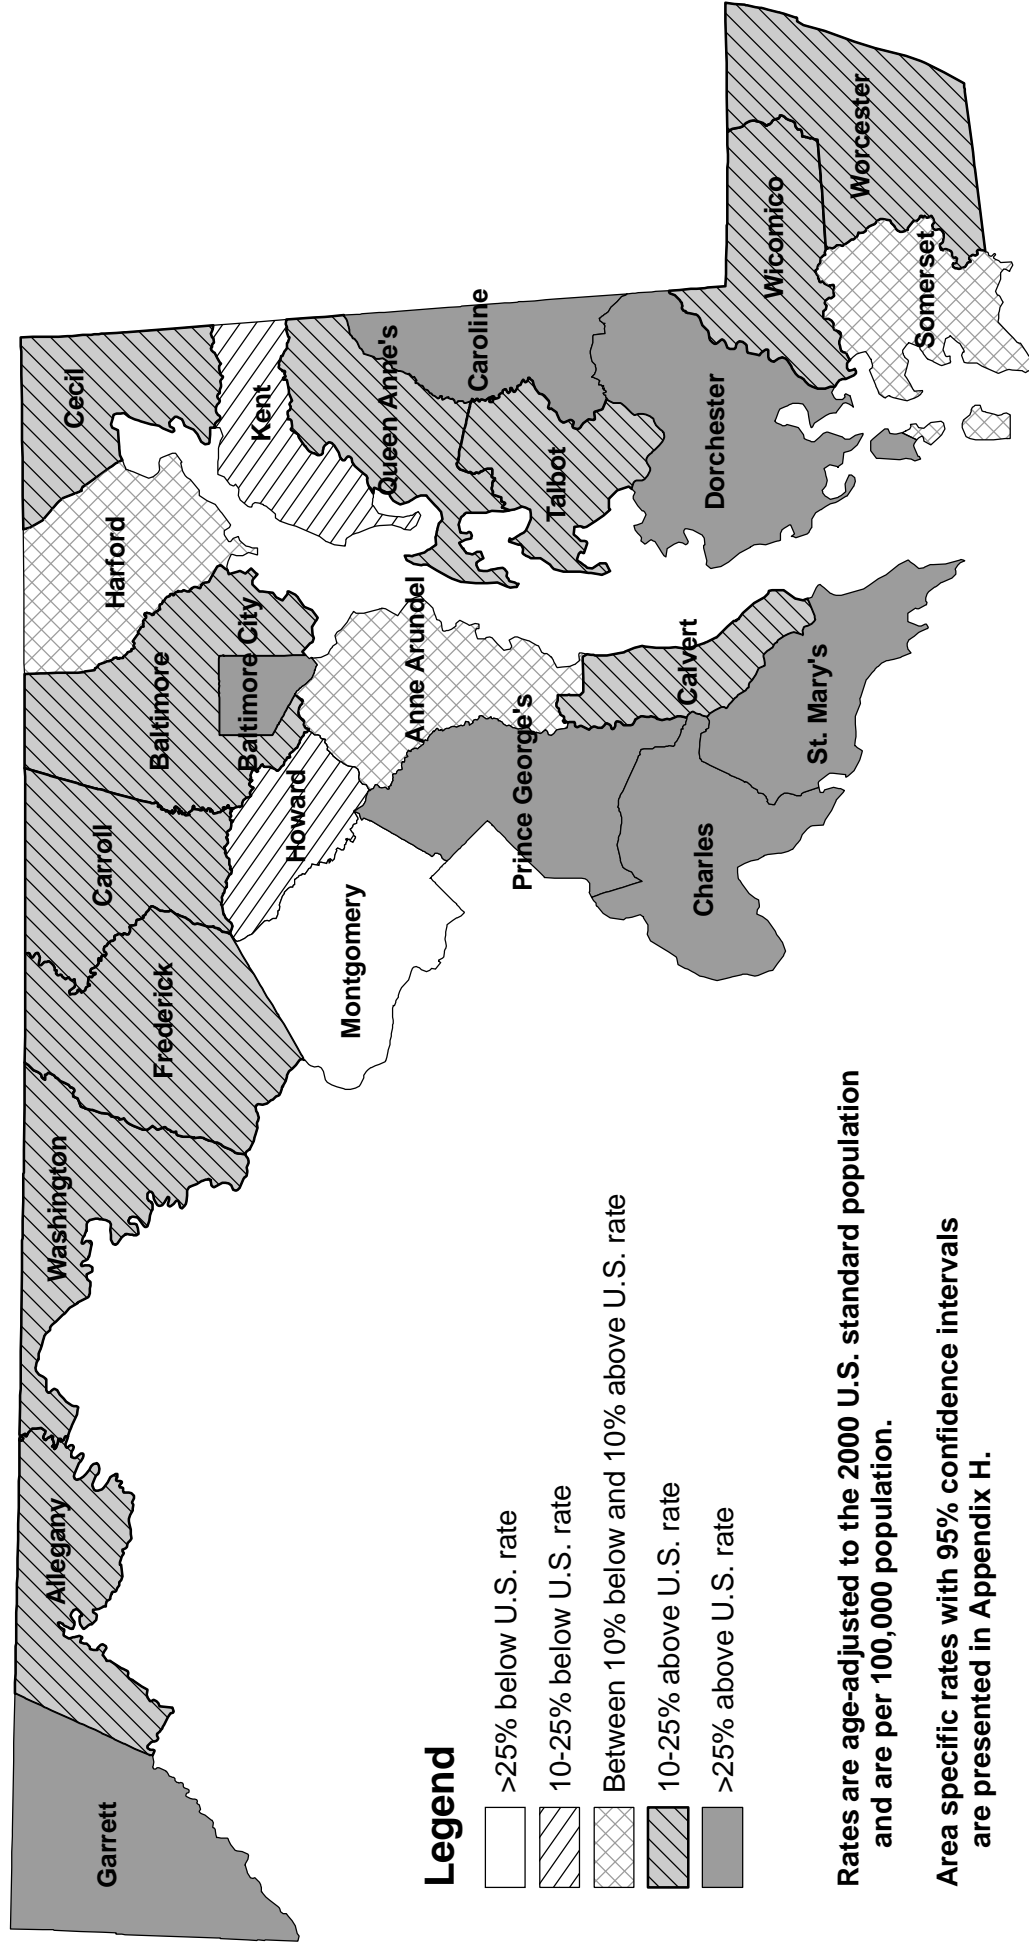 Garrett
Allegany
Washington
Frederick
Carroll
Baltimore
Baltimore City
Harford
Cecil
Howard
Montgomery
Anne Arundel
Prince George's
Kent
Queen Anne's
Caroline
Talbot
Calvert
Charles
St. Mary's
Dorchester
Wicomico
Worcester
Somerset
Legend
>25% below U.S. rate
10-25% below U.S. rate
Between 10% below and 10% above U.S. rate
10-25% above U.S. rate
>25% above U.S. rate
Rates are age-adjusted to the 2000 U.S. standard population
and are per 100,000 population.
Area specific rates with 95% confidence intervals
are presented in Appendix H.